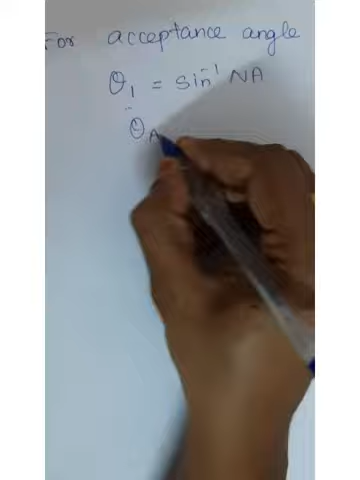 For acceptance angle
θ₁ = Sin⁻¹ NA
θA